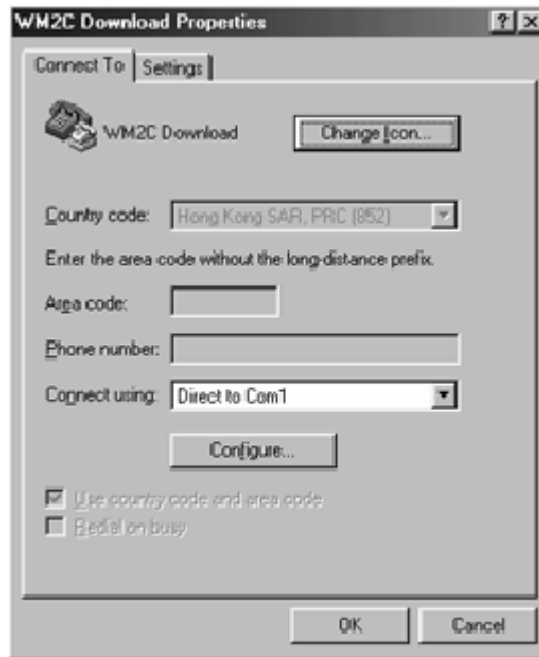 WM2C Download Properties
Connect To Settings
WM2C Download Change Icon...
Country code: Hong Kong SAR, PRC (852)
Enter the area code without the long-distance prefix.
Area code:
Phone number:
Connect using: Direct to Com1
Configure...
Use country code and area code
Redial on busy
OK Cancel